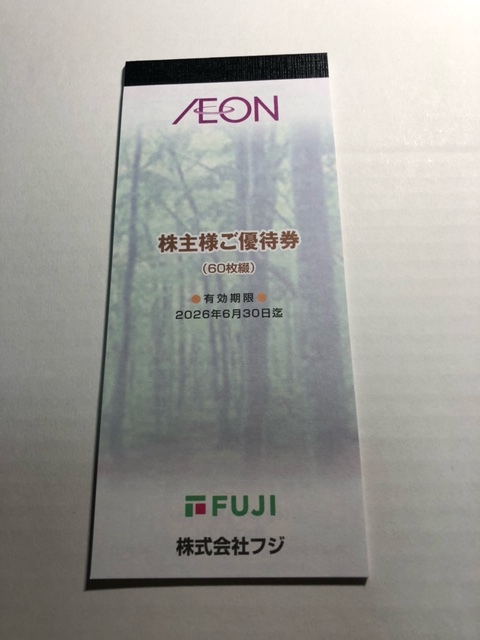 ÆON
株主様ご優待券
(60枚綴)
●有効期限●
2026年6月30日迄
FUJI
株式会社フジ